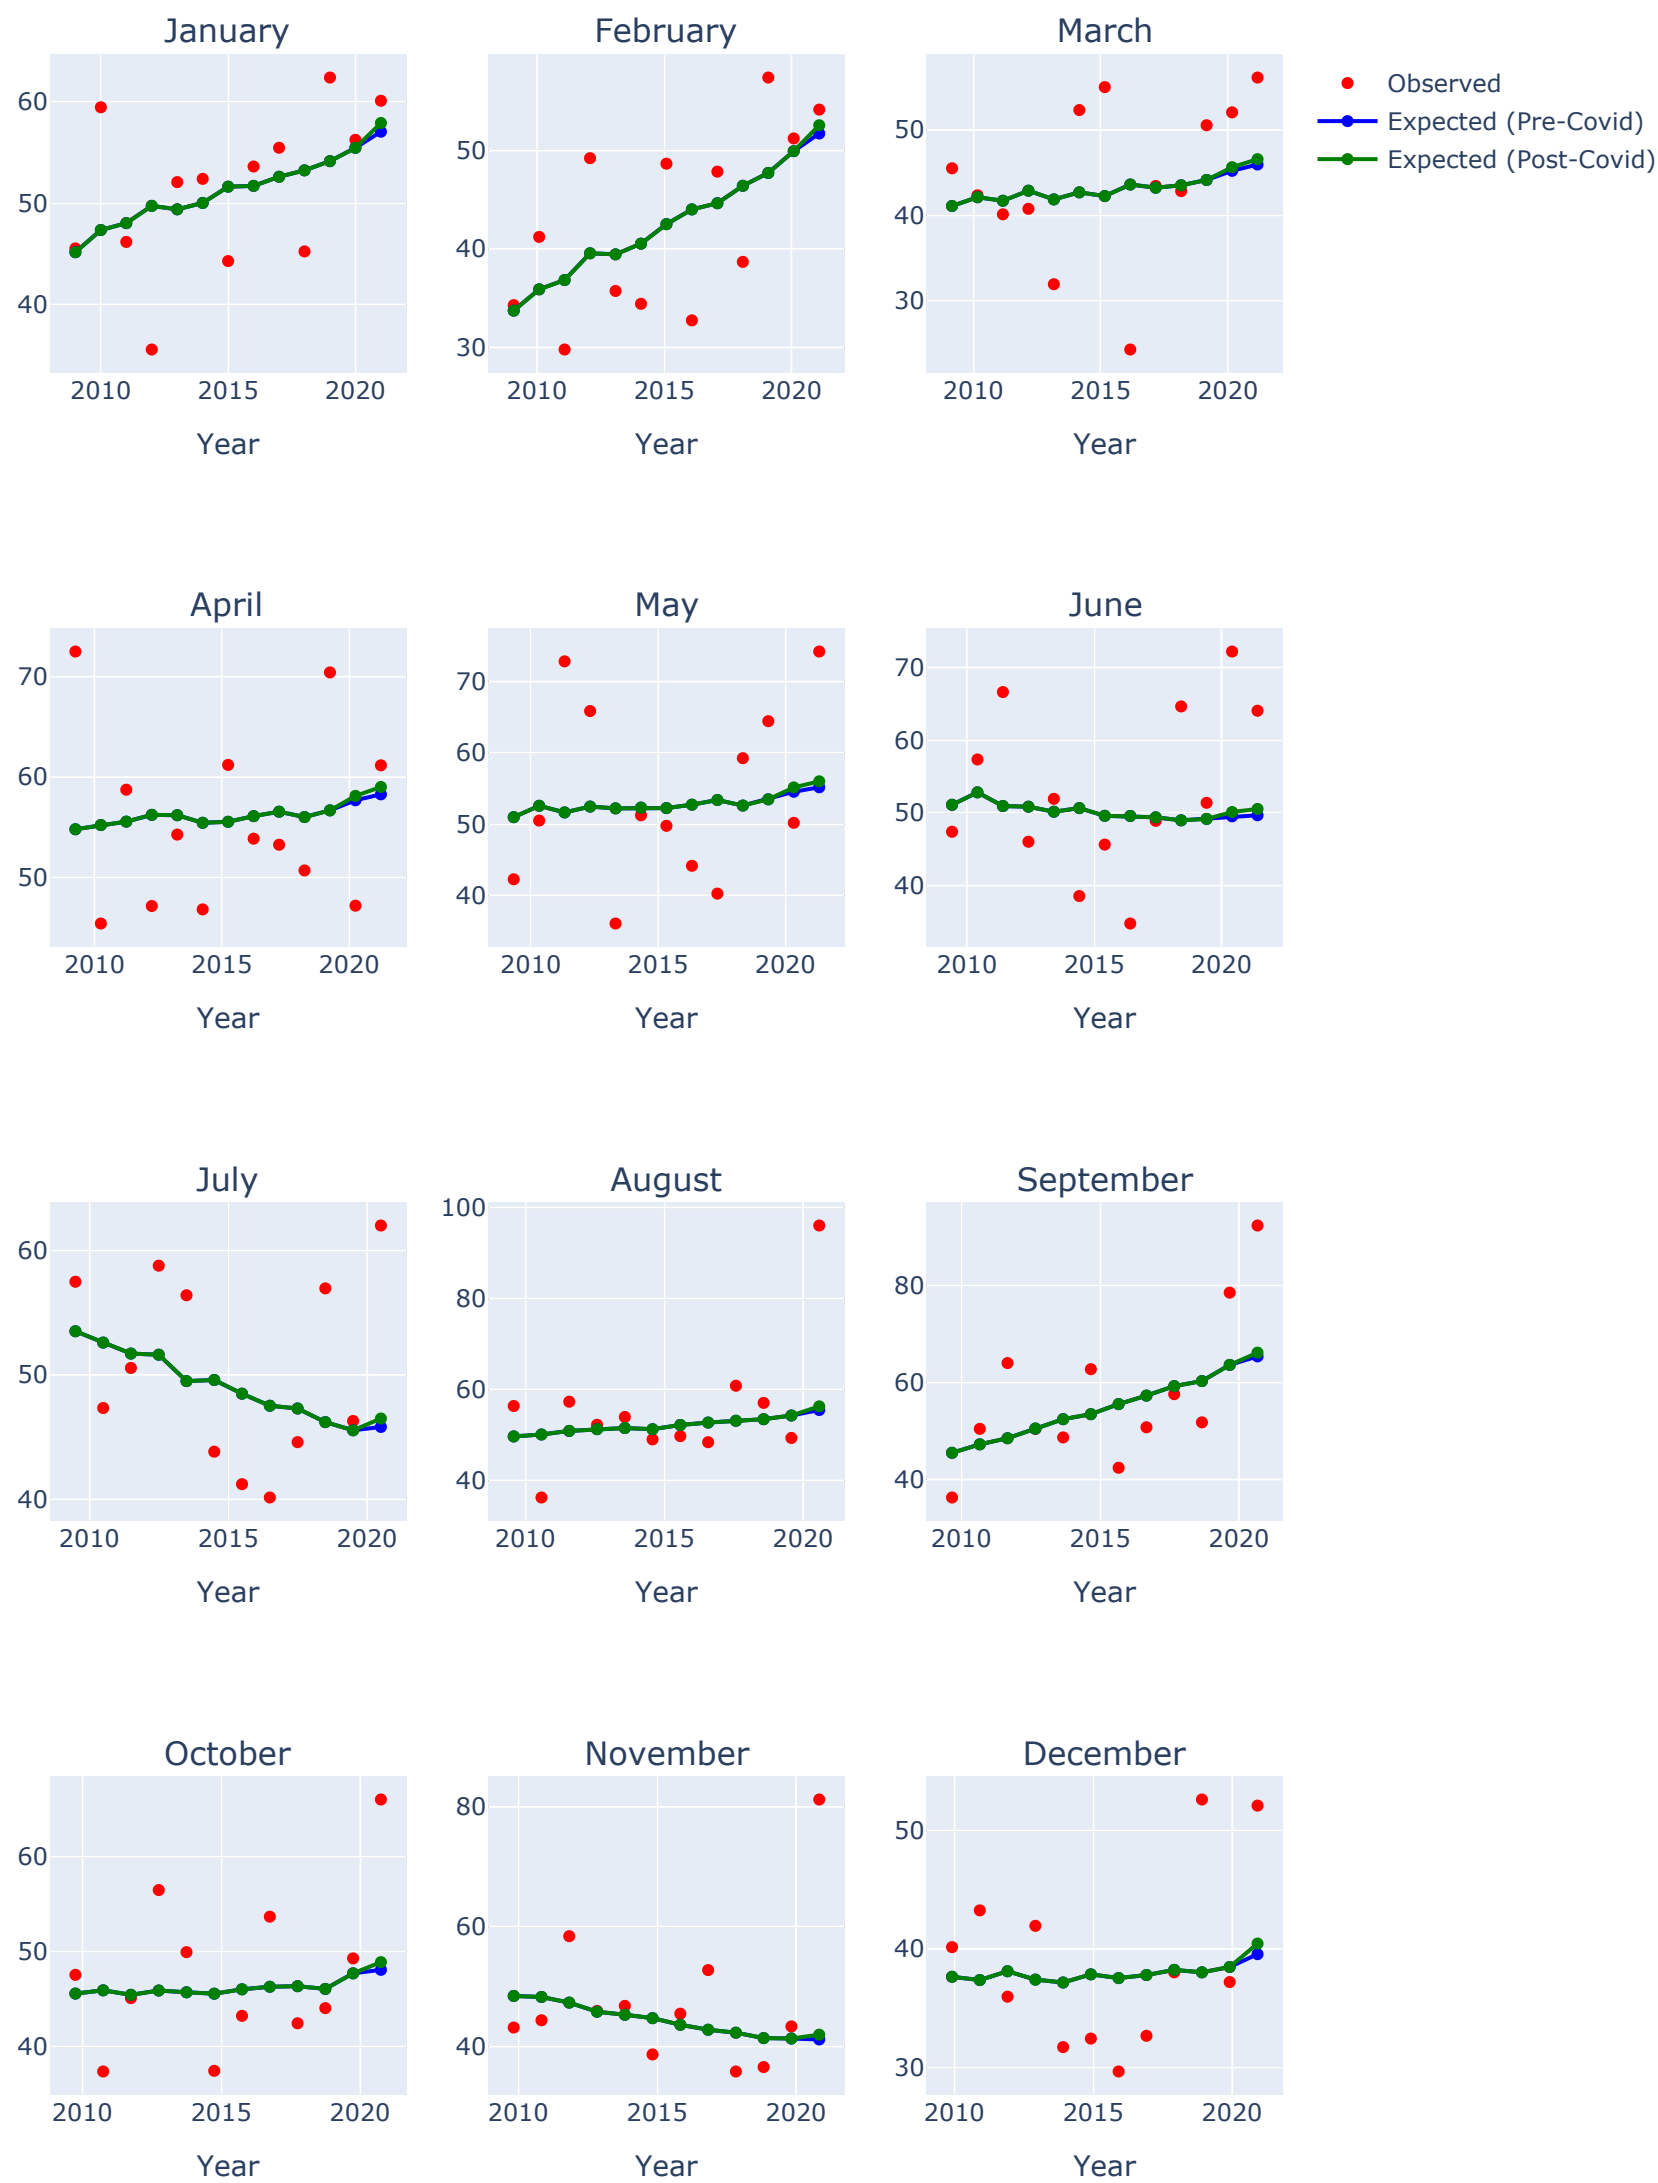 January February March
60
50
40
2010 2015 2020
Year
50
40
30
2010 2015 2020
Year
50
40
30
2010 2015 2020
Year
Observed
Expected (Pre-Covid)
Expected (Post-Covid)
April May June
70
60
50
2010 2015 2020
Year
70
60
50
40
2010 2015 2020
Year
70
60
50
40
2010 2015 2020
Year
July August September
60
50
40
2010 2015 2020
Year
100
80
60
40
2010 2015 2020
Year
80
60
40
2010 2015 2020
Year
October November December
60
50
40
2010 2015 2020
Year
80
60
40
2010 2015 2020
Year
50
40
30
2010 2015 2020
Year